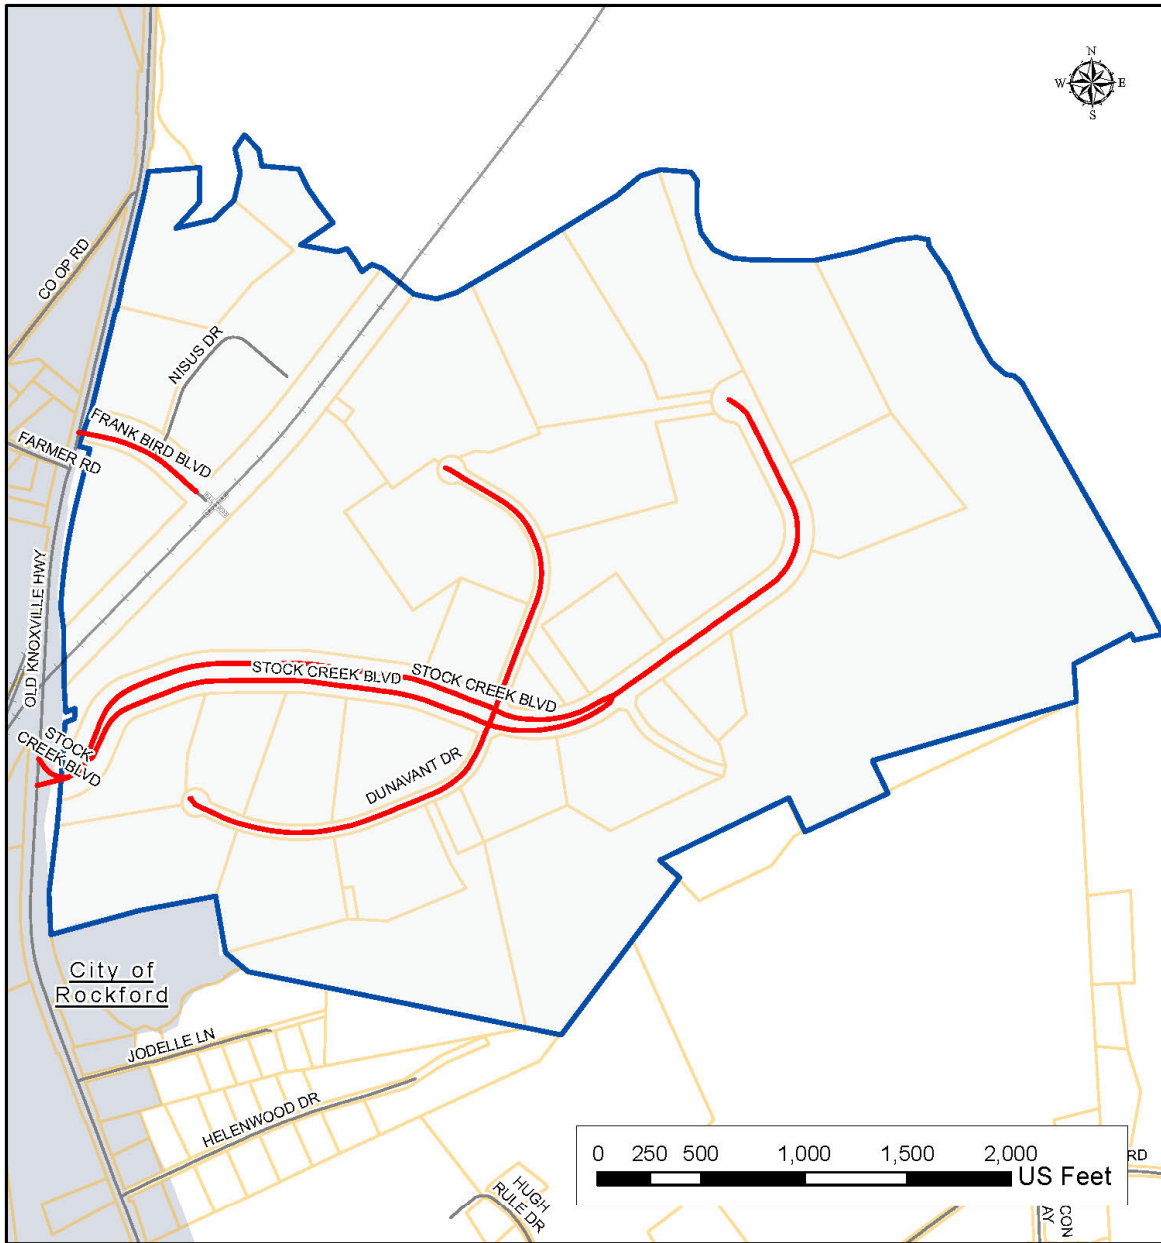 N
W E
S
CO OP RD
NISUS DR
FRANK BIRD BLVD
FARMER RD
OLD KNOXVILLE HWY
STOCK CREEK BLVD
STOCK CREEK BLVD
STOCK
CREEK BLVD
DUNAVANT DR
City of
Rockford
JODELLE LN
HELENWOOD DR
HUGH
RULE DR
0 250 500 1,000 1,500 2,000
US Feet
RD
CON
AY